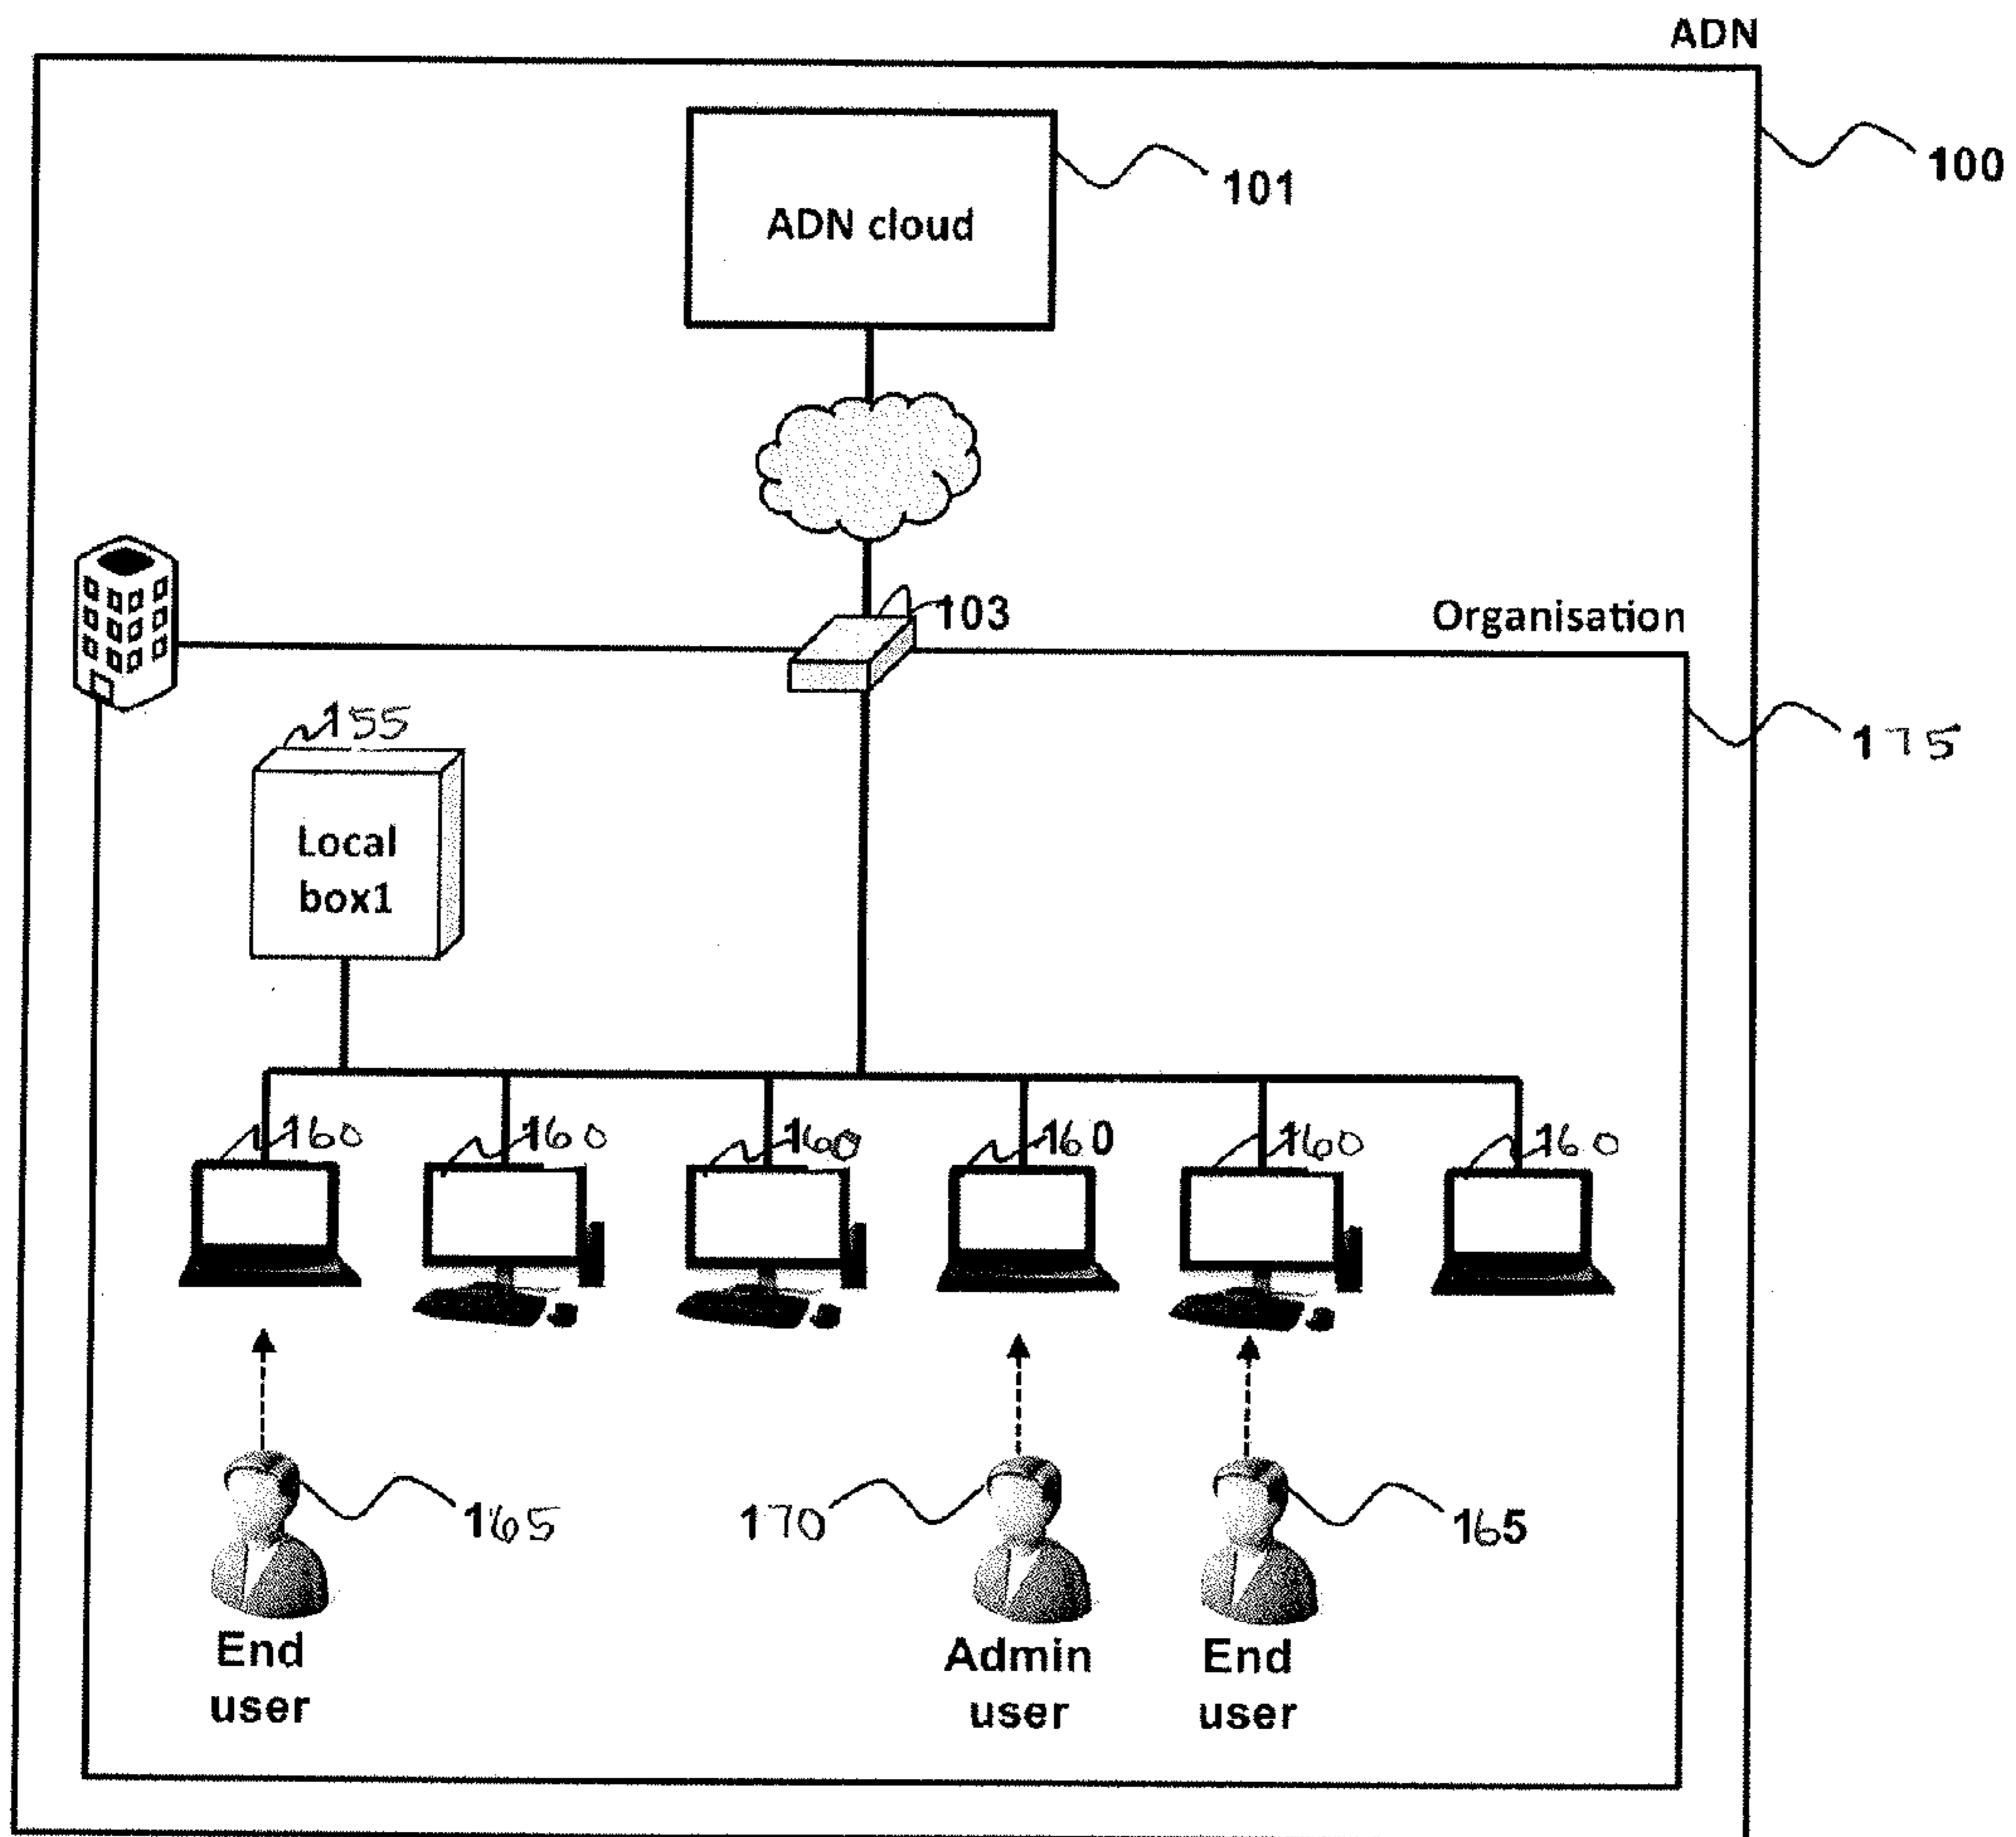 ADN
100
101
ADN cloud
103
Organisation
155
175
Local
box1
160 160 160 160 160 160
165 170 165
End
user
Admin
user
End
user